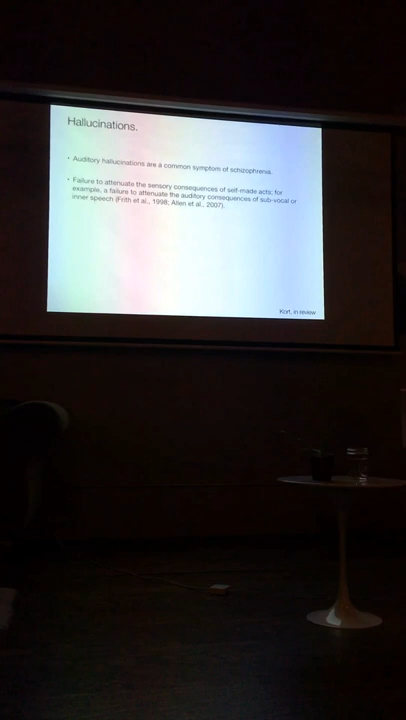 Hallucinations.
• Auditory hallucinations are a common symptom of schizophrenia.
• Failure to attenuate the sensory consequences of self-made acts: for
example, a failure to attenuate the auditory consequences of sub-vocal or
inner speech (Frith et al., 1998; Allen et al., 2007).
Kort, in review